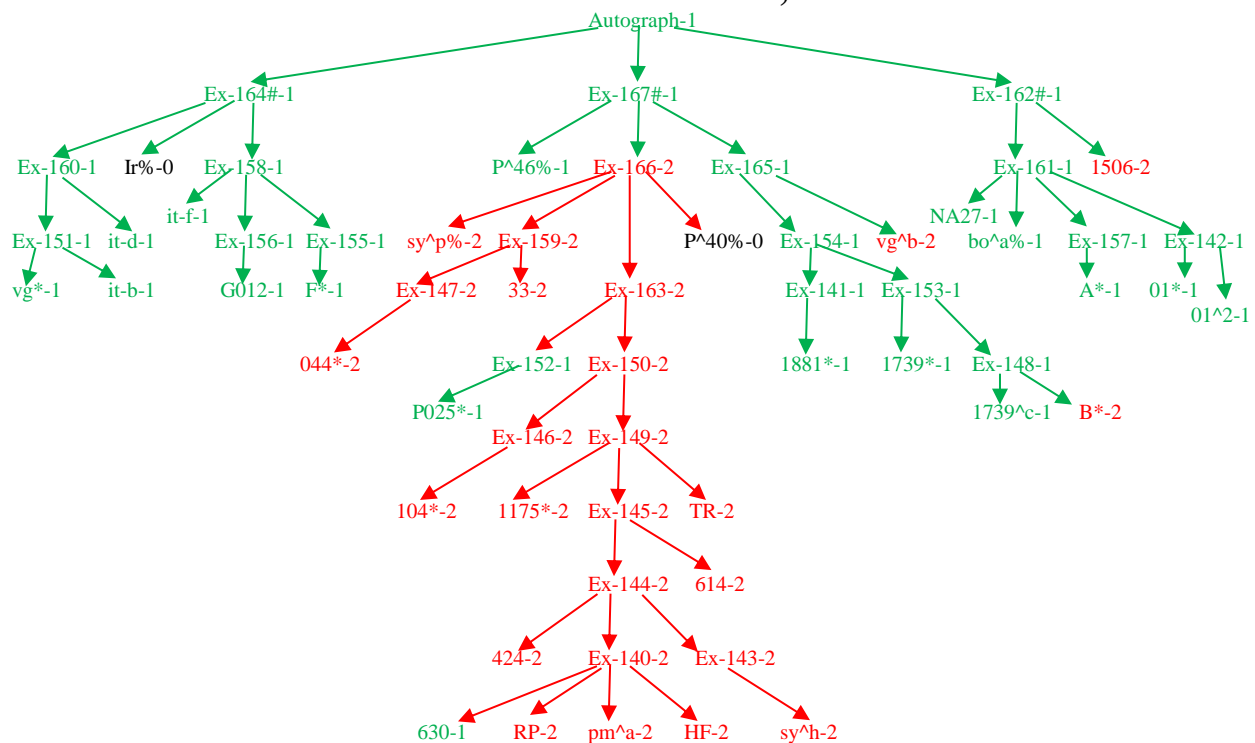 Autograph-1
Ex-164#-1 Ex-167#-1 Ex-162#-1
Ex-160-1 Ir%-0 Ex-158-1 P^46%-1 Ex-166-2 Ex-165-1 Ex-161-1 1506-2
it-f-1 NA27-1
Ex-151-1 it-d-1 Ex-156-1 Ex-155-1 sy^p%-2 Ex-159-2 P^40%-0 Ex-154-1 vg^b-2 bo^a%-1 Ex-157-1 Ex-142-1
vg*-1 it-b-1 G012-1 F*-1 Ex-147-2 33-2 Ex-163-2 Ex-141-1 Ex-153-1 A*-1 01*-1
01^2-1
044*-2 Ex-152-1 Ex-150-2 1881*-1 1739*-1 Ex-148-1
P025*-1 1739^c-1 B*-2
Ex-146-2 Ex-149-2
104*-2 1175*-2 Ex-145-2 TR-2
Ex-144-2 614-2
424-2 Ex-140-2 Ex-143-2
630-1 RP-2 pm^a-2 HF-2 sy^h-2